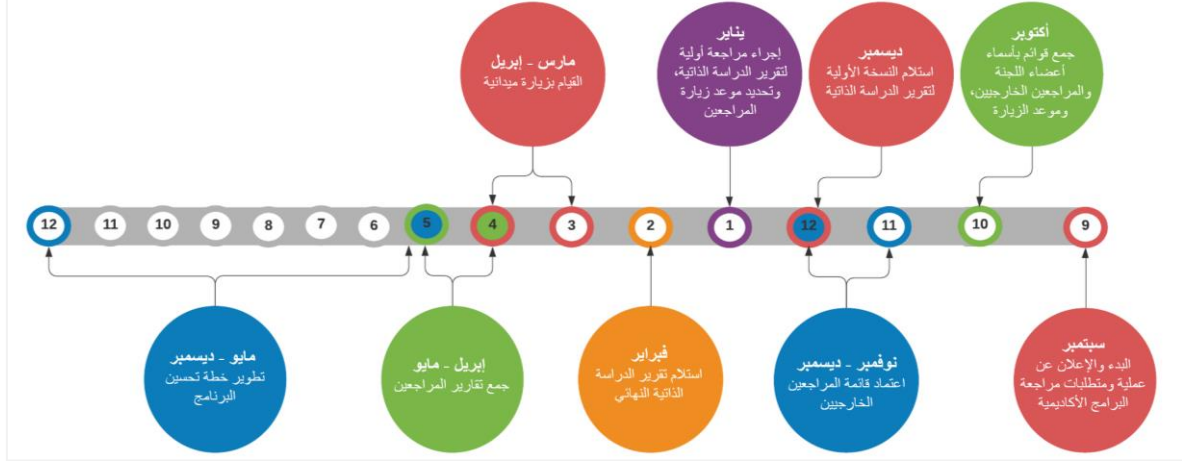 أكتوبر
جمع قوائم بأسماء
أعضاء اللجنة
والمراجعين الخارجيين،
وموعد الزيارة
ديسمبر
استلام النسخة الأولية
لتقرير الدراسة الذاتية
يناير
إجراء مراجعة أولية
لتقرير الدراسة الذاتية،
وتحديد موعد زيارة
المراجعين
مارس - إبريل
القيام بزيارة ميدانية
9
10
11
12
1
2
3
4
5
6
7
8
9
10
11
12
سبتمبر
البدء والإعلان عن
عملية ومتطلبات مراجعة
البرامج الأكاديمية
نوفمبر - ديسمبر
اعتماد قائمة المراجعين
الخارجيين
فبراير
استلام تقرير الدراسة
الذاتية النهائي
إبريل - مايو
جمع تقارير المراجعين
مايو - ديسمبر
تطوير خطة تحسين
البرنامج